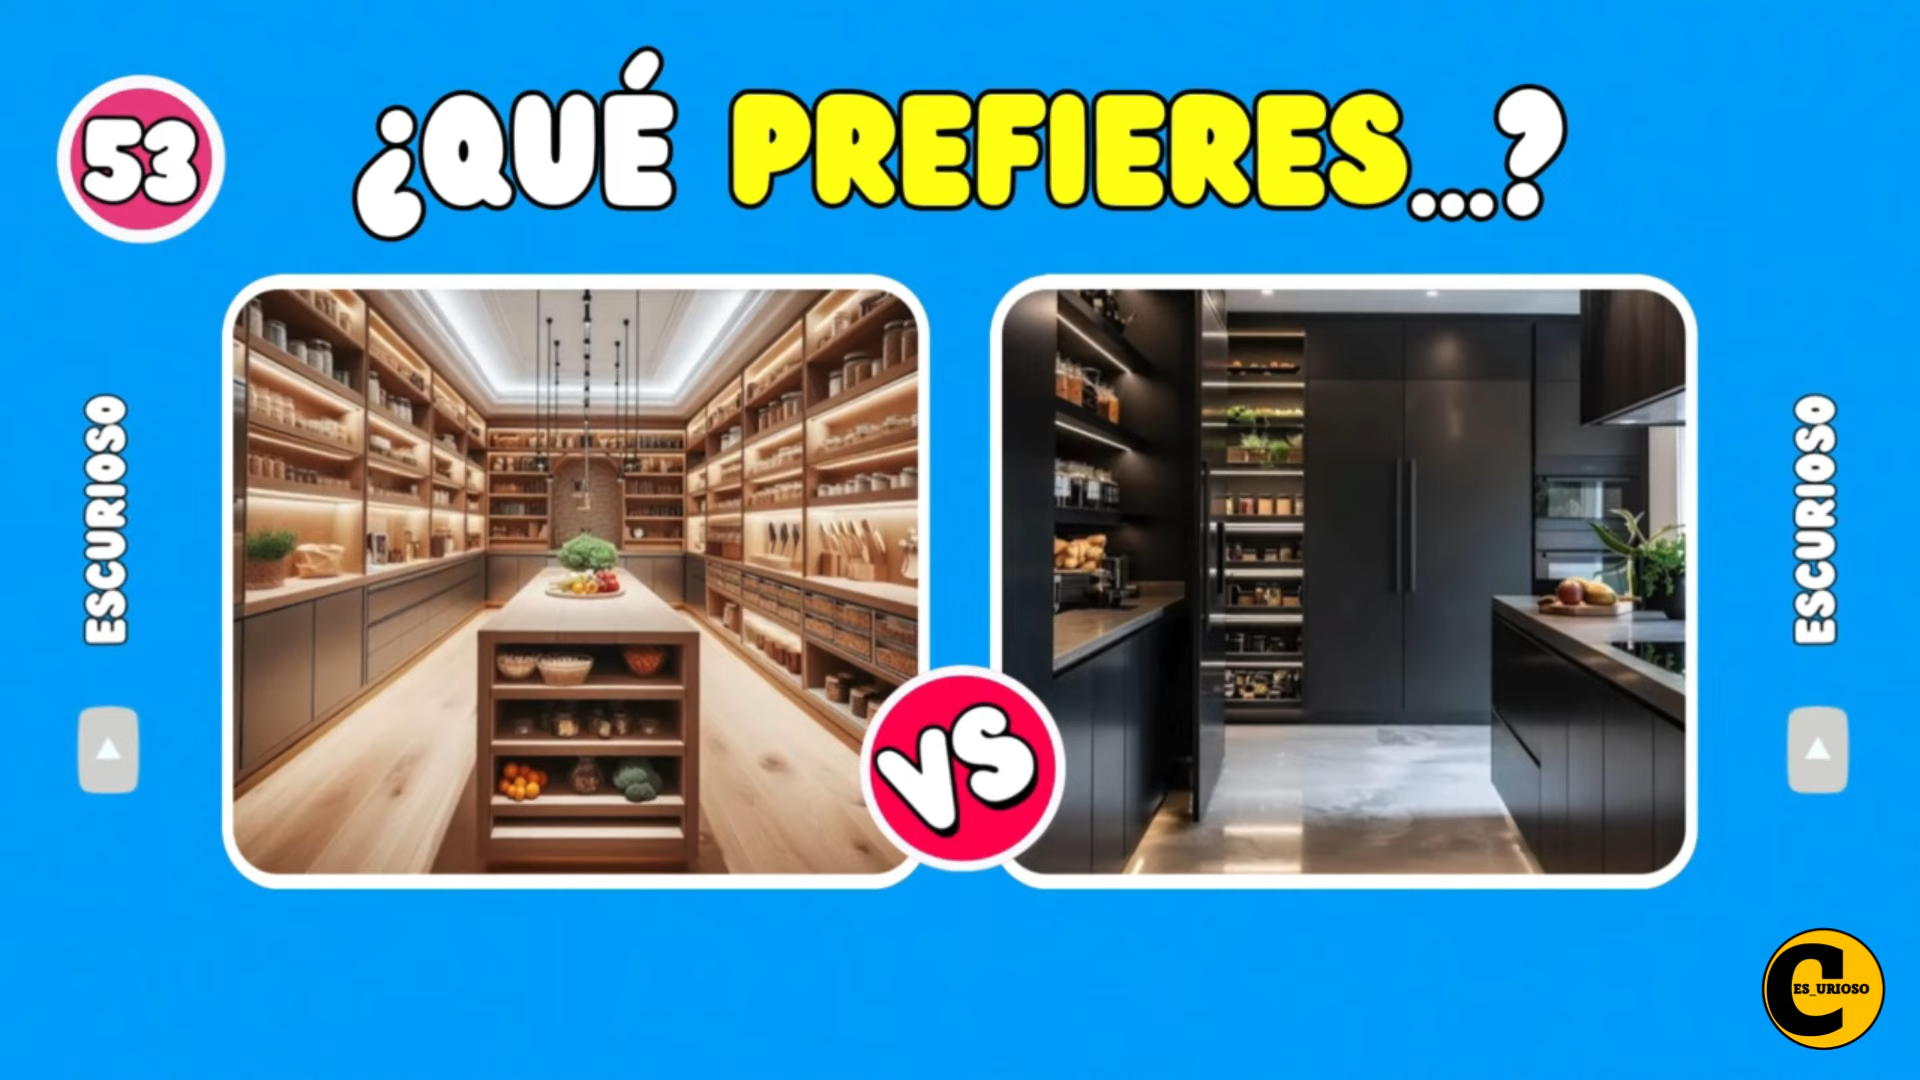 53
¿QUÉ PREFIERES...?
ESCURIOSO
ESCURIOSO
VS
C
ES_URIOSO